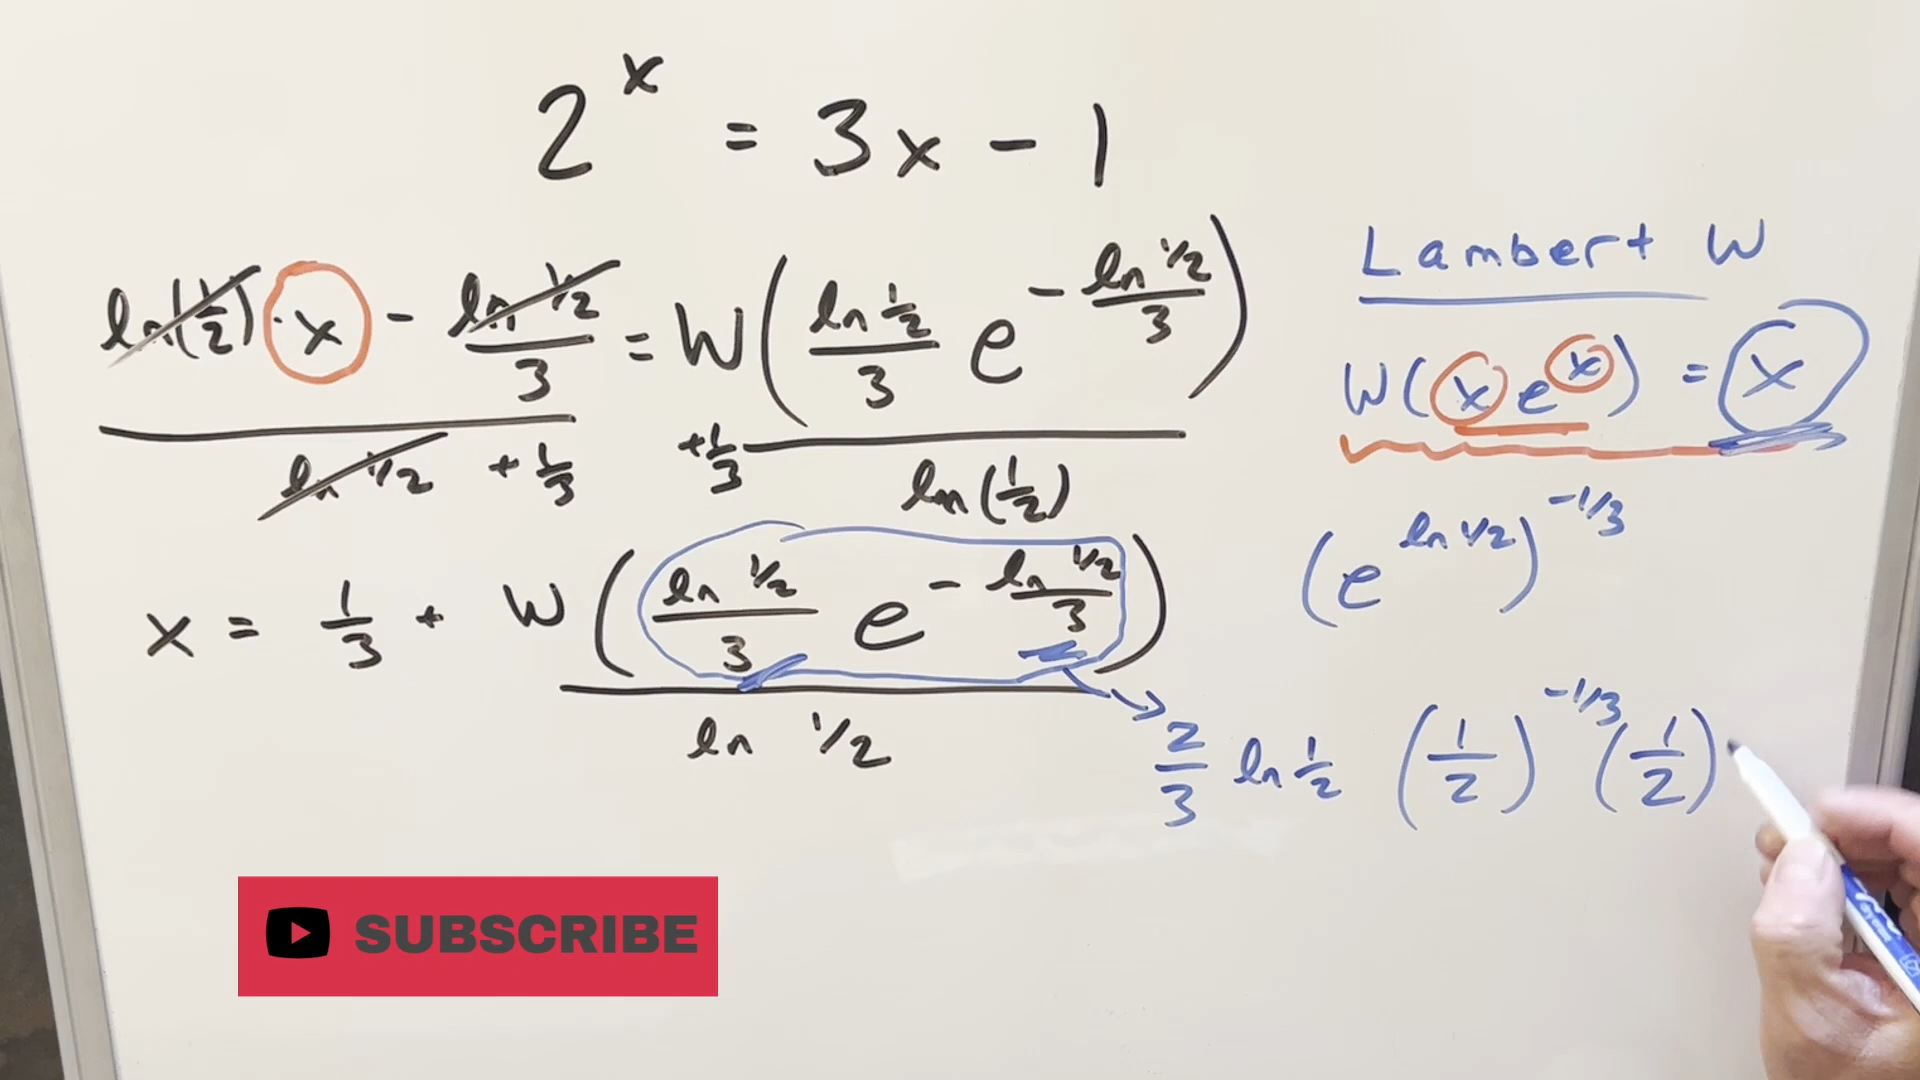 2^x = 3x - 1
Lambert W
ln(1/2) · x - ln 1/2 / 3 = W( ln 1/2 / 3 e^(- ln 1/2 / 3) )
W( x e^x ) = x
ln 1/2 + 1/3
+ 1/3 ln(1/2)
(e^(ln 1/2))^(-1/3)
x = 1/3 + W( ln 1/2 / 3 e^(- ln 1/2 / 3) )
ln 1/2
2/3 ln 1/2 (1/2)^(-1/3) (1/2)
SUBSCRIBE